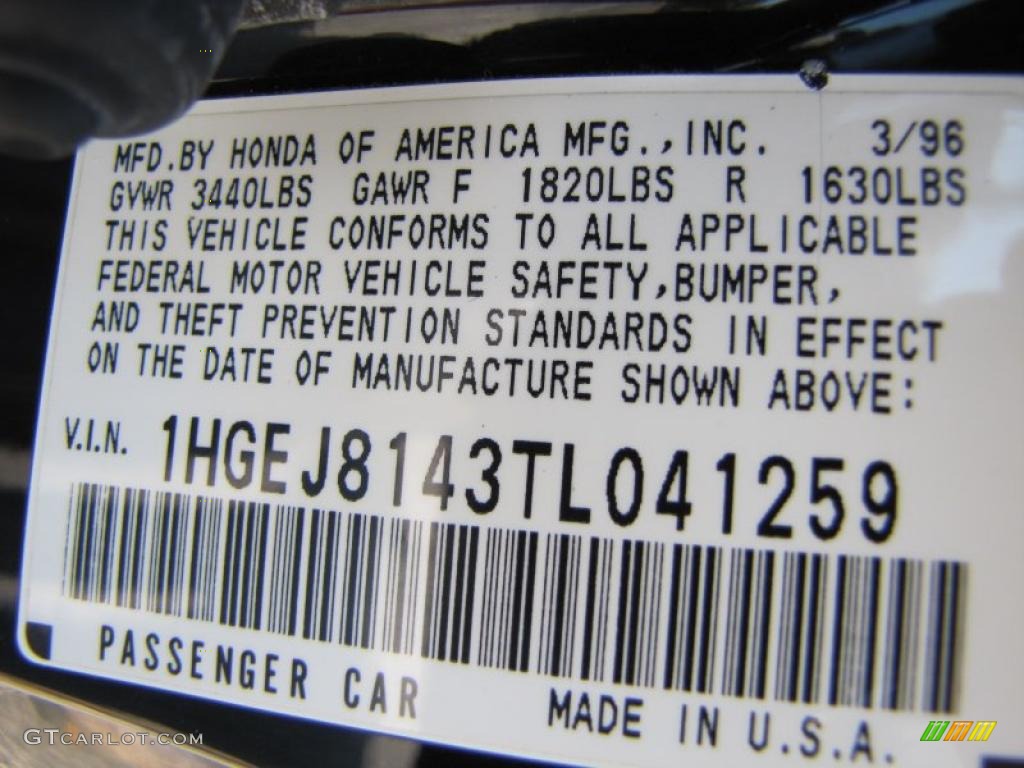 MFD.BY HONDA OF AMERICA MFG.,INC. 3/96
GVWR 3440LBS GAWR F 1820LBS R 1630LBS
THIS VEHICLE CONFORMS TO ALL APPLICABLE
FEDERAL MOTOR VEHICLE SAFETY,BUMPER,
AND THEFT PREVENTION STANDARDS IN EFFECT
ON THE DATE OF MANUFACTURE SHOWN ABOVE:
V.I.N. 1HGEJ8143TL041259
PASSENGER CAR MADE IN U.S.A.
GTCARLOT.COM